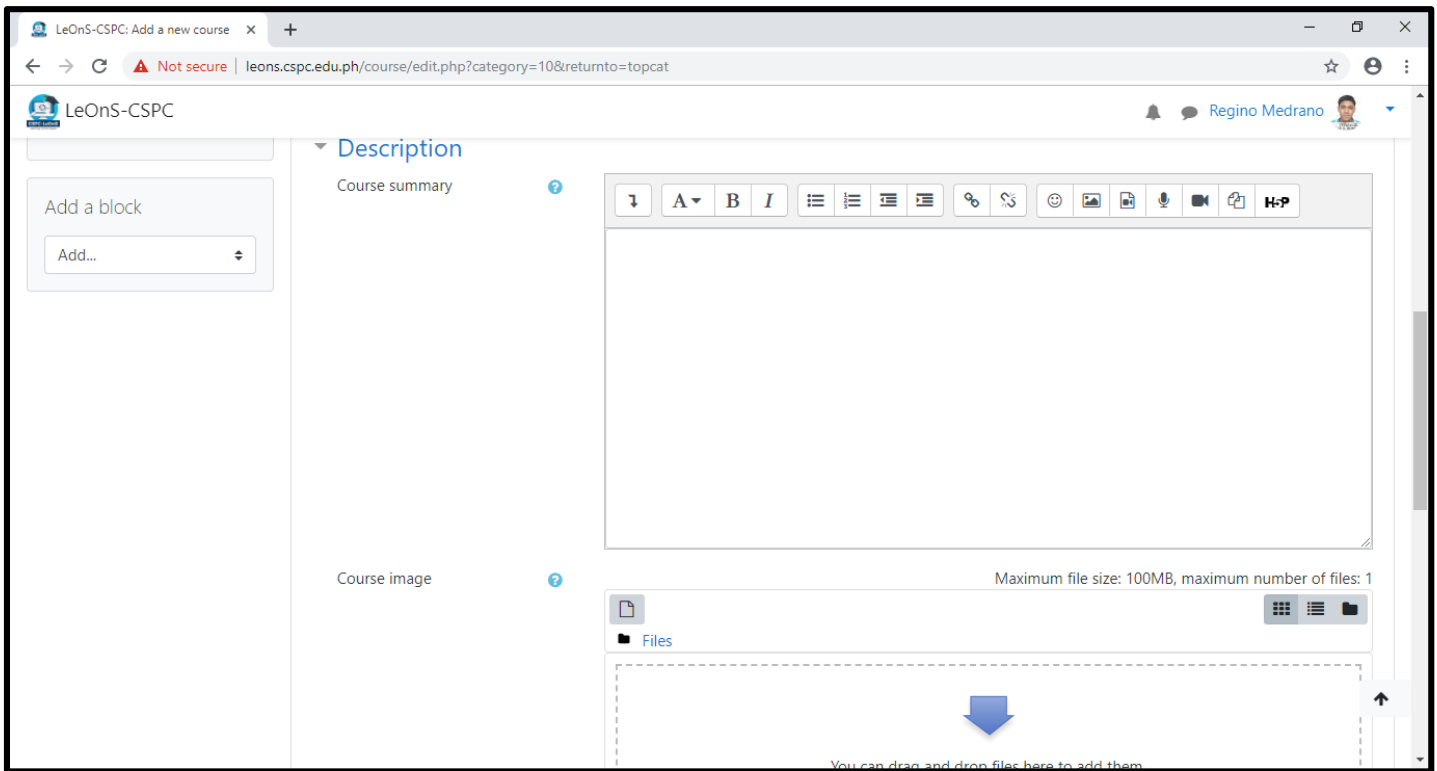 LeOnS-CSPC: Add a new course
Not secure | leons.cspc.edu.ph/course/edit.php?category=10&returnto=topcat
LeOnS-CSPC
Regino Medrano
Description
Course summary
A B I
H5P
Add a block
Add...
Course image
Maximum file size: 100MB, maximum number of files: 1
Files
You can drag and drop files here to add them.